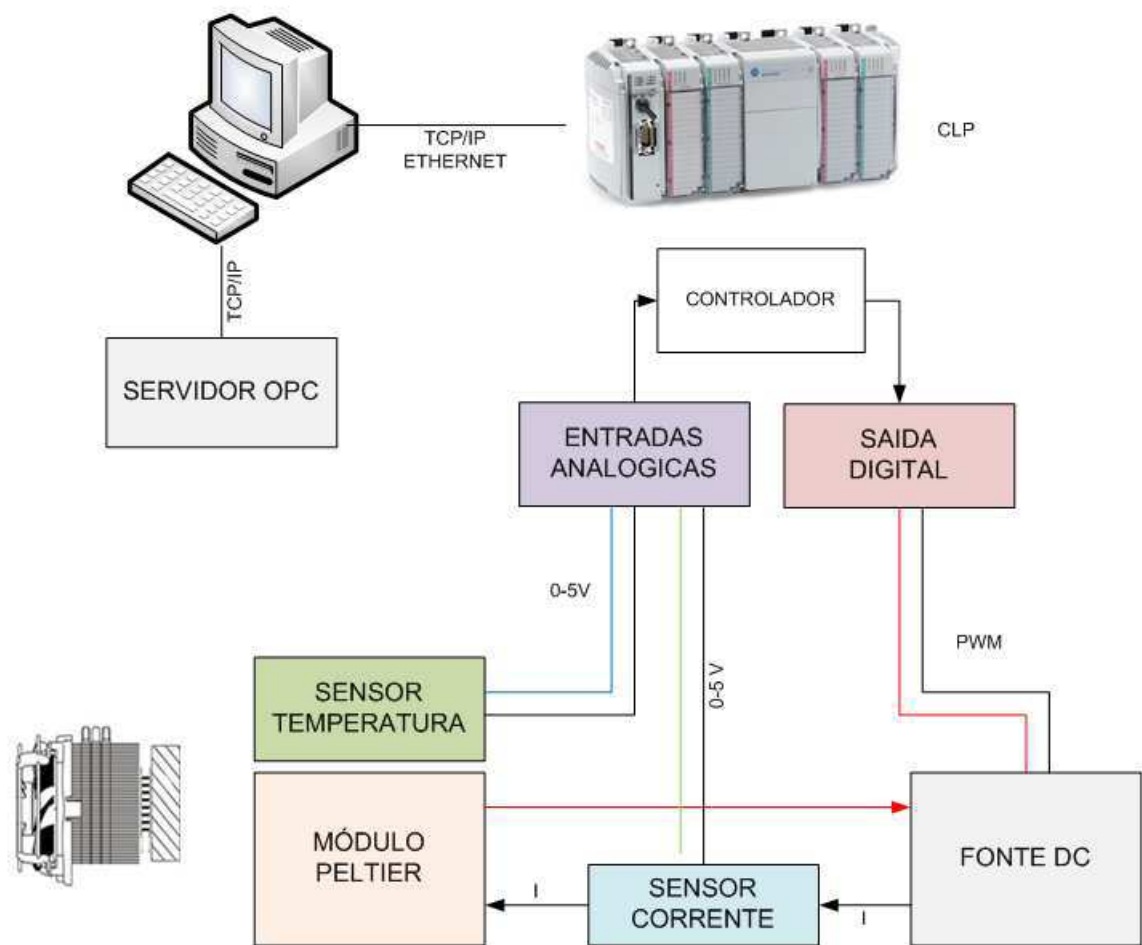 TCP/IP
ETHERNET
CLP
TCP/IP
CONTROLADOR
SERVIDOR OPC
ENTRADAS
ANALOGICAS
SAIDA
DIGITAL
0-5V
0-5 V
PWM
SENSOR
TEMPERATURA
MÓDULO
PELTIER
FONTE DC
SENSOR
CORRENTE
I
I